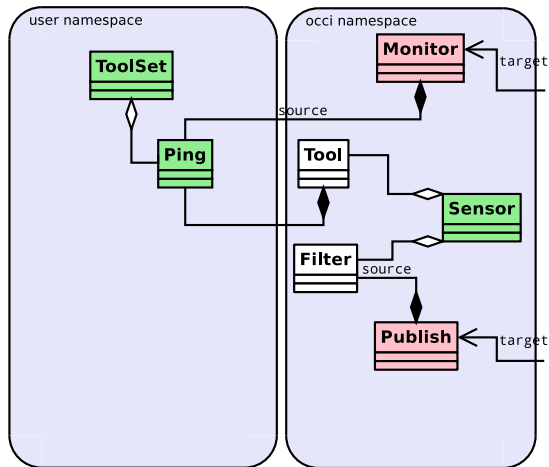 user namespace
occi namespace
Monitor
target
ToolSet
source
Ping
Tool
Sensor
Filter
source
Publish
target